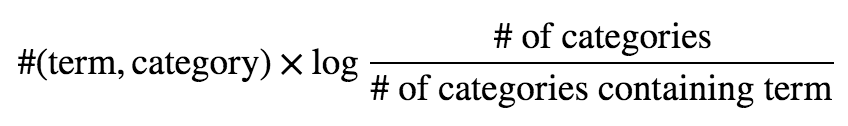 #(term, category) × log # of categories / # of categories containing term